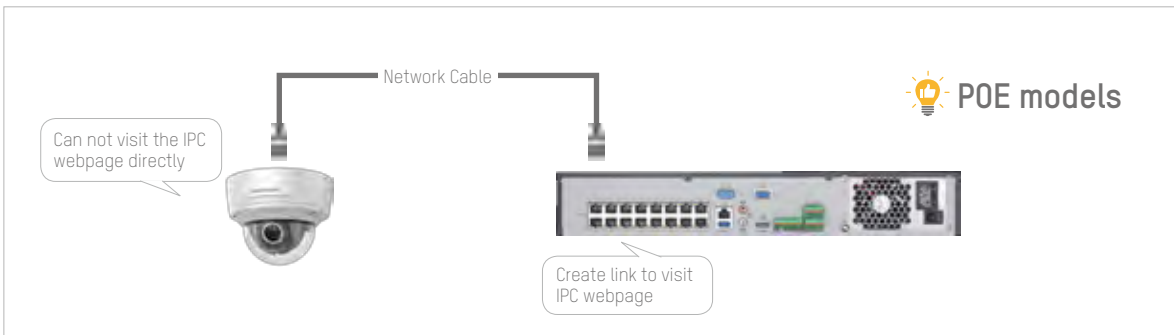 Network Cable
POE models
Can not visit the IPC
webpage directly
Create link to visit
IPC webpage